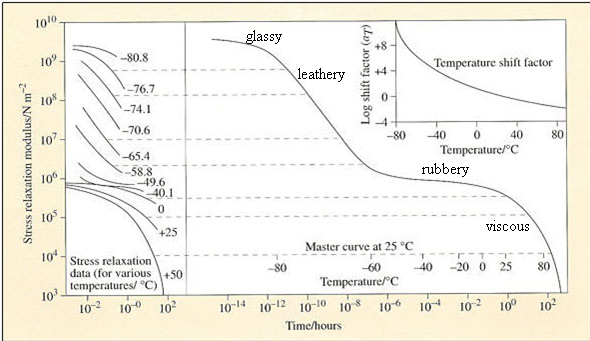 10¹⁰
10⁹
10⁸
10⁷
10⁶
10⁵
10⁴
10³
Stress relaxation modulus/N m⁻²
−80.8
−76.7
−74.1
−70.6
−65.4
−58.8
−49.6
−40.1
0
+25
+50
Stress relaxation
data (for various
temperatures/ °C)
10⁻² 10⁻⁰ 10²
glassy
leathery
rubbery
viscous
Log shift factor (aT)
+8
+4
0
−4
Temperature shift factor
−80 −40 0 40 80
Temperature/°C
Master curve at 25 °C
−80 −60 −40 −20 0 25 80
Temperature/°C
10⁻¹⁴ 10⁻¹² 10⁻¹⁰ 10⁻⁸ 10⁻⁶ 10⁻⁴ 10⁻² 10⁰ 10²
Time/hours